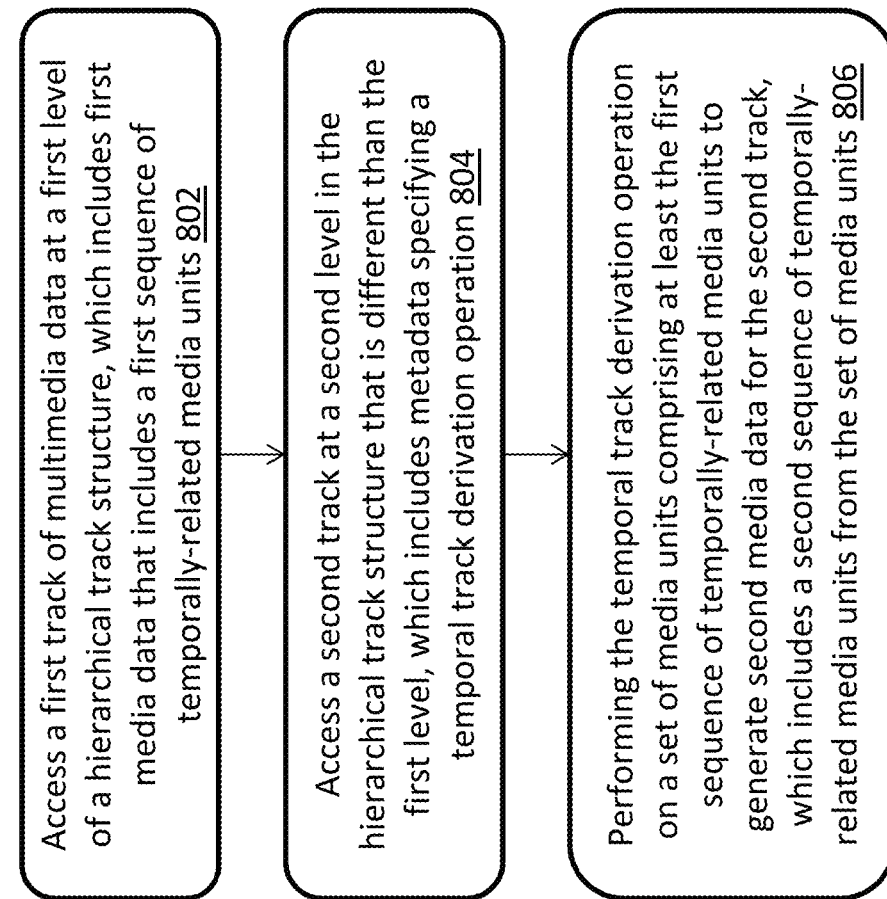 Access a first track of multimedia data at a first level
of a hierarchical track structure, which includes first
media data that includes a first sequence of
temporally-related media units 802
Access a second track at a second level in the
hierarchical track structure that is different than the
first level, which includes metadata specifying a
temporal track derivation operation 804
Performing the temporal track derivation operation
on a set of media units comprising at least the first
sequence of temporally-related media units to
generate second media data for the second track,
which includes a second sequence of temporally-
related media units from the set of media units 806